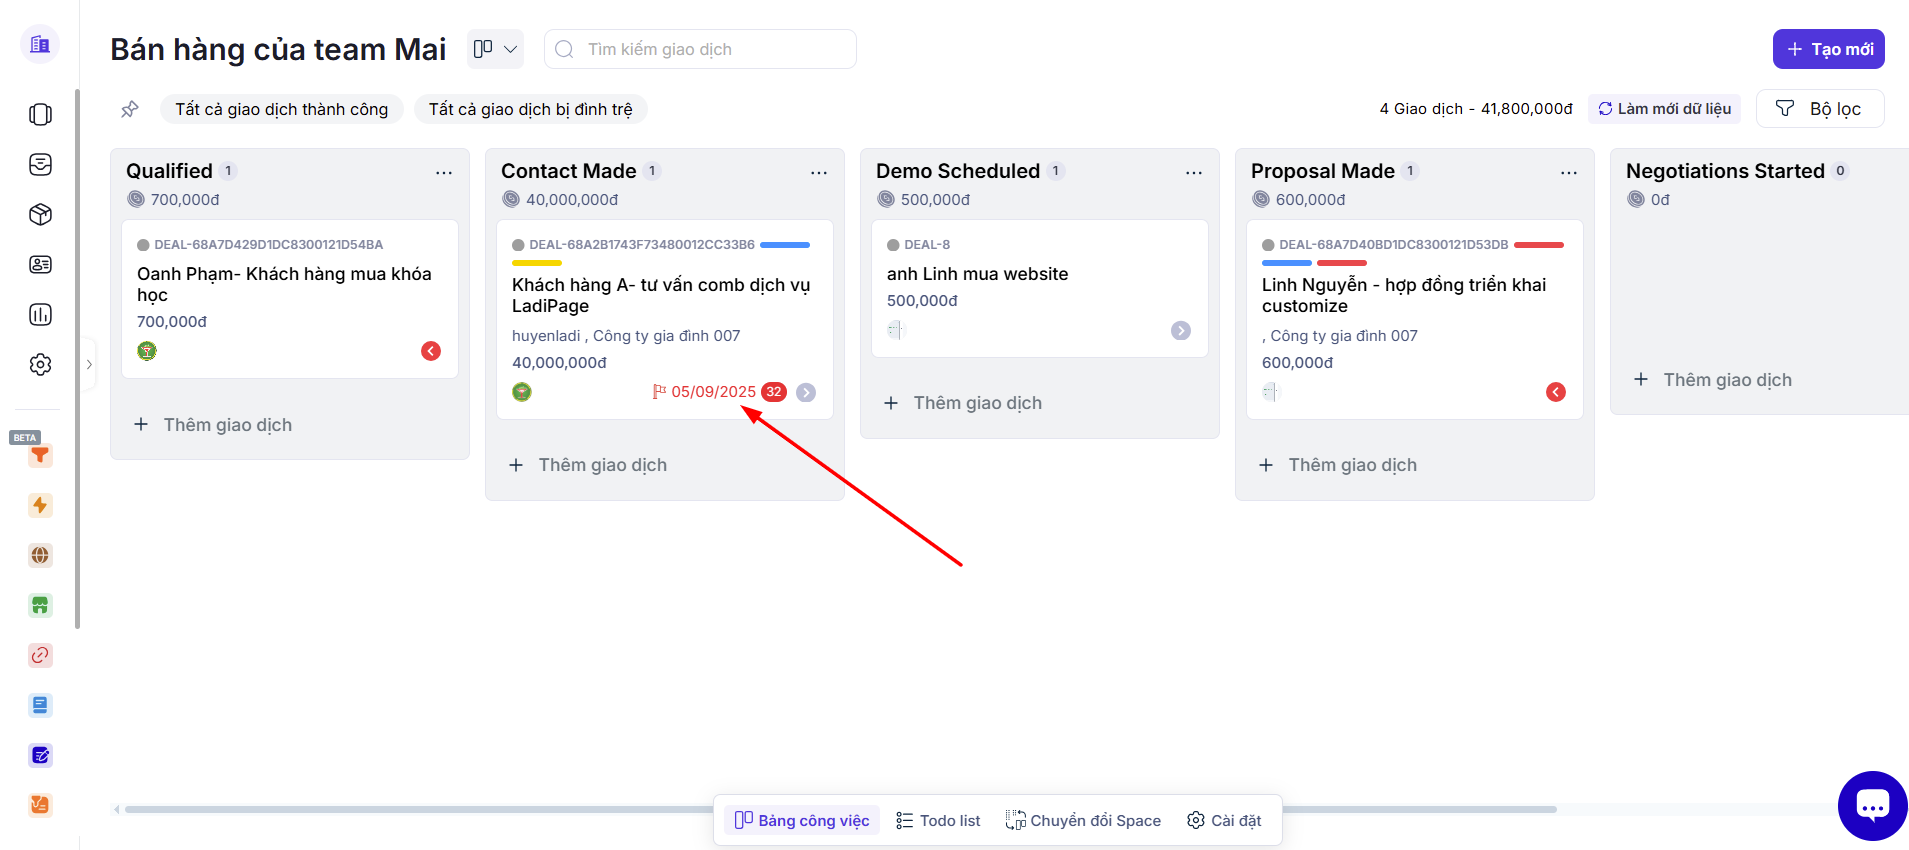 Bán hàng của team Mai
Tìm kiếm giao dịch
Tạo mới
Tất cả giao dịch thành công
Tất cả giao dịch bị đình trệ
4 Giao dịch - 41,800,000đ
Làm mới dữ liệu
Bộ lọc
Qualified 1
700,000đ
DEAL-68A7D429D1DC8300121D54BA
Oanh Phạm- Khách hàng mua khóa
học
700,000đ
Thêm giao dịch
Contact Made 1
40,000,000đ
DEAL-68A2B1743F73480012CC33B6
Khách hàng A- tư vấn comb dịch vụ
LadiPage
huyenladi , Công ty gia đình 007
40,000,000đ
05/09/2025 32
Thêm giao dịch
Demo Scheduled 1
500,000đ
DEAL-8
anh Linh mua website
500,000đ
Thêm giao dịch
Proposal Made 1
600,000đ
DEAL-68A7D40BD1DC8300121D53DB
Linh Nguyễn - hợp đồng triển khai
customize
, Công ty gia đình 007
600,000đ
Thêm giao dịch
Negotiations Started 0
0đ
Thêm giao dịch
BETA
Bảng công việc
Todo list
Chuyển đổi Space
Cài đặt